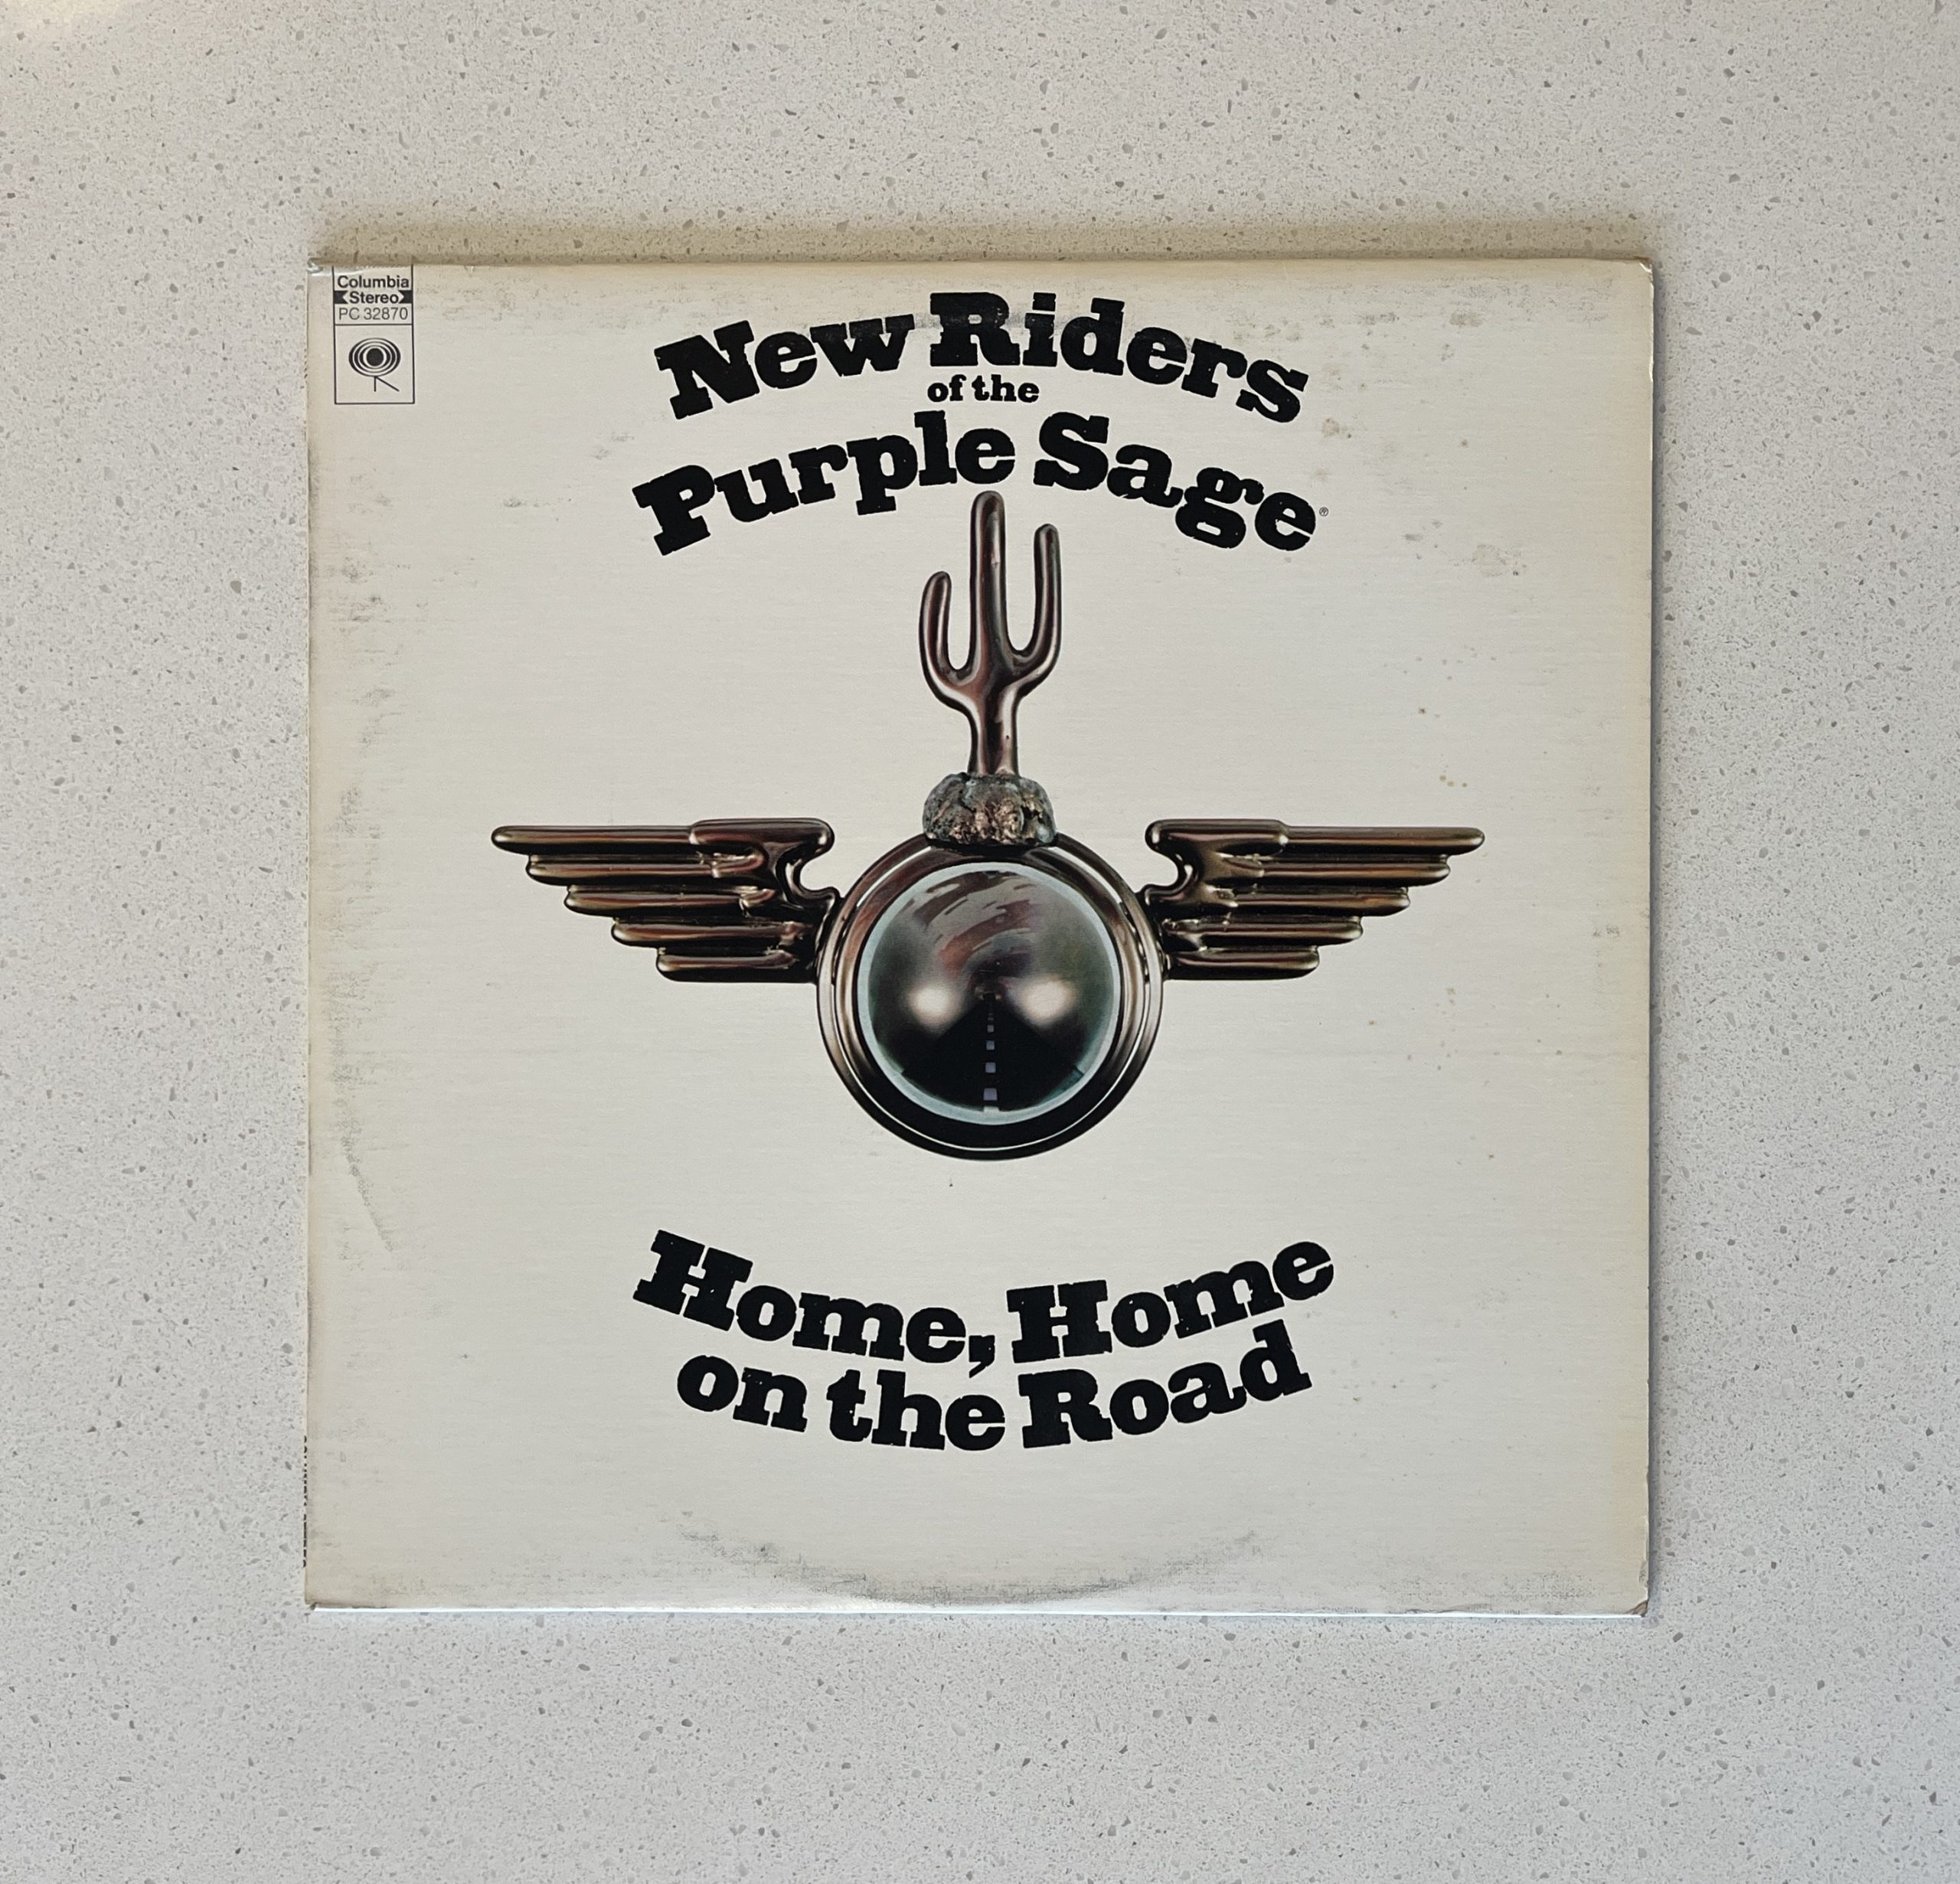 Columbia
Stereo
PC 32870
New Riders
of the
Purple Sage®
Home, Home
on the Road